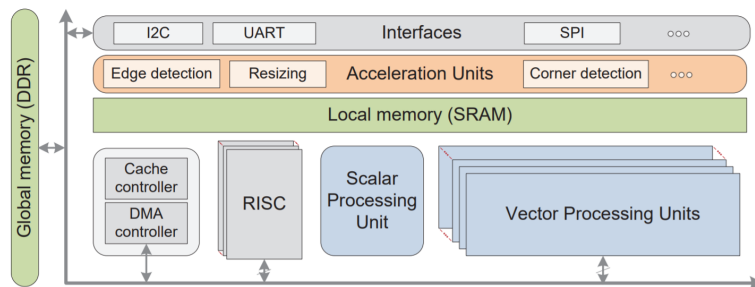 Global memory (DDR)
I2C
UART
Interfaces
SPI
Edge detection
Resizing
Acceleration Units
Corner detection
Local memory (SRAM)
Cache
controller
DMA
controller
RISC
Scalar
Processing
Unit
Vector Processing Units